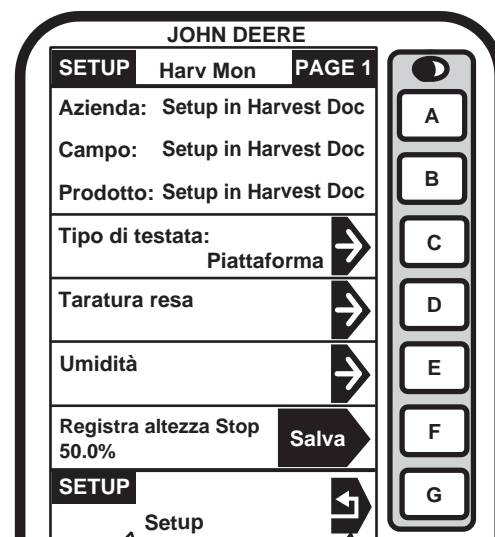 JOHN DEERE
SETUP Harv Mon PAGE 1
Azienda: Setup in Harvest Doc
Campo: Setup in Harvest Doc
Prodotto: Setup in Harvest Doc
Tipo di testata:
Piattaforma
Taratura resa
Umidità
Registra altezza Stop
50.0%
Salva
SETUP
Setup
A
B
C
D
E
F
G